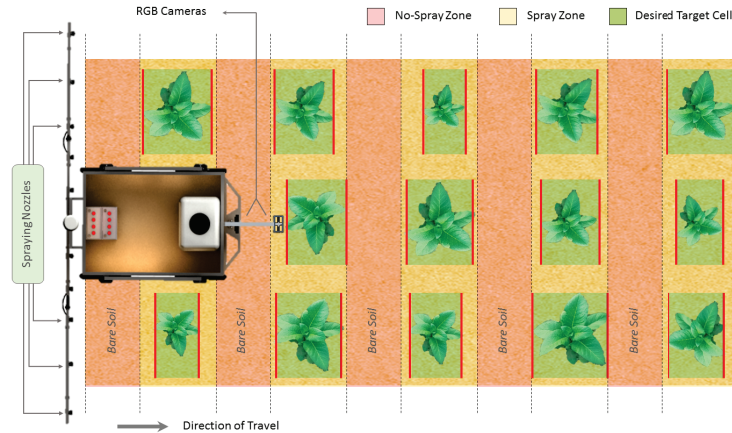 RGB Cameras
No-Spray Zone
Spray Zone
Desired Target Cell
Spraying Nozzles
Bare Soil
Bare Soil
Bare Soil
Bare Soil
Bare Soil
Direction of Travel